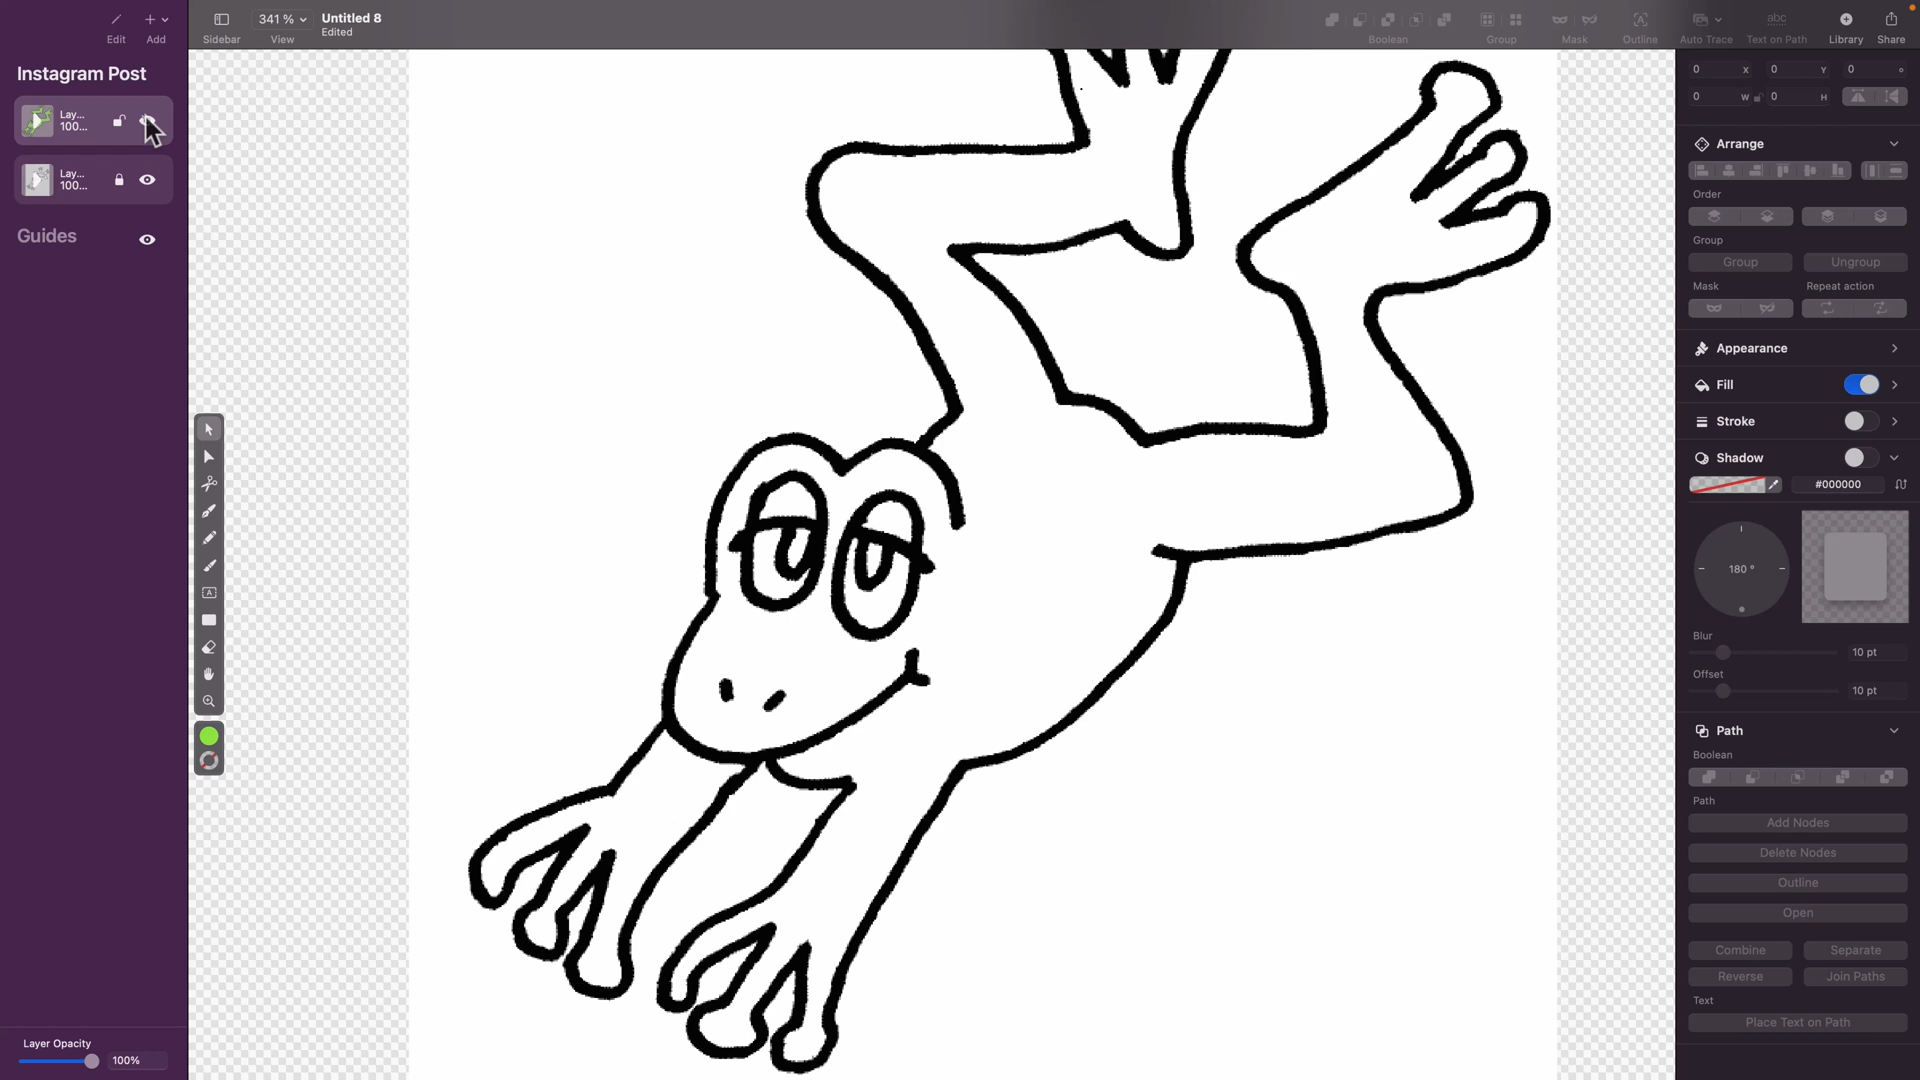 Edit
Add
Sidebar
341 %
View
Untitled 8
Edited
Boolean
Group
Mask
Outline
Auto Trace
abc
Text on Path
Library
Share
Instagram Post
Lay...
100...
Lay...
100...
Guides
A
Layer Opacity
100%
0 X 0 Y 0 °
0 W 0 H
Arrange
Order
Group
Group Ungroup
Mask Repeat action
Appearance
Fill
Stroke
Shadow
#000000
180 °
Blur
10 pt
Offset
10 pt
Path
Boolean
Path
Add Nodes
Delete Nodes
Outline
Open
Combine Separate
Reverse Join Paths
Text
Place Text on Path